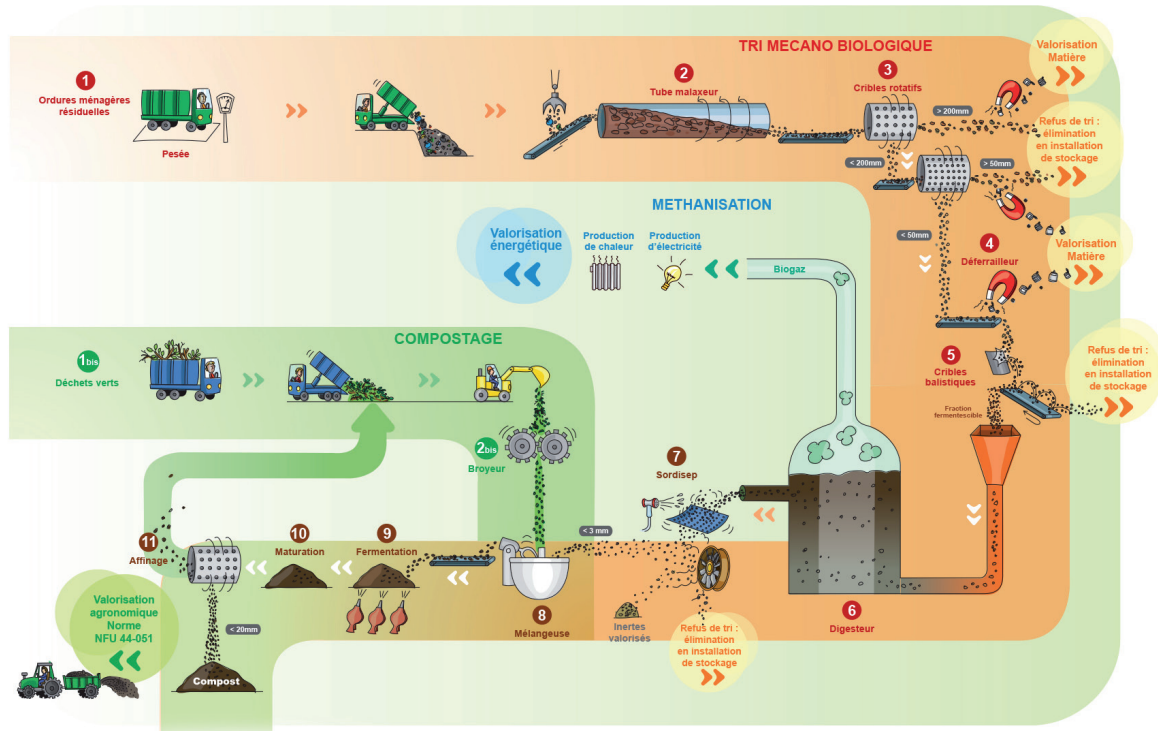 TRI MECANO BIOLOGIQUE
1
Ordures ménagères
résiduelles
Pesée
2
Tube malaxeur
3
Cribles rotatifs
> 200mm
< 200mm
> 50mm
< 50mm
Valorisation
Matière
Refus de tri :
élimination
en installation
de stockage
4
Déferrailleur
Valorisation
Matière
5
Cribles
balistiques
Refus de tri :
élimination
en installation
de stockage
Fraction
fermentescible
METHANISATION
Valorisation
énergétique
Production
de chaleur
Production
d'électricité
Biogaz
COMPOSTAGE
1bis
Déchets verts
2bis
Broyeur
6
Digesteur
7
Sordisep
< 3 mm
Inertes
valorisés
Refus de tri :
élimination
en installation
de stockage
8
Mélangeuse
9
Fermentation
10
Maturation
11
Affinage
< 20mm
Compost
Valorisation
agronomique
Norme
NFU 44-051